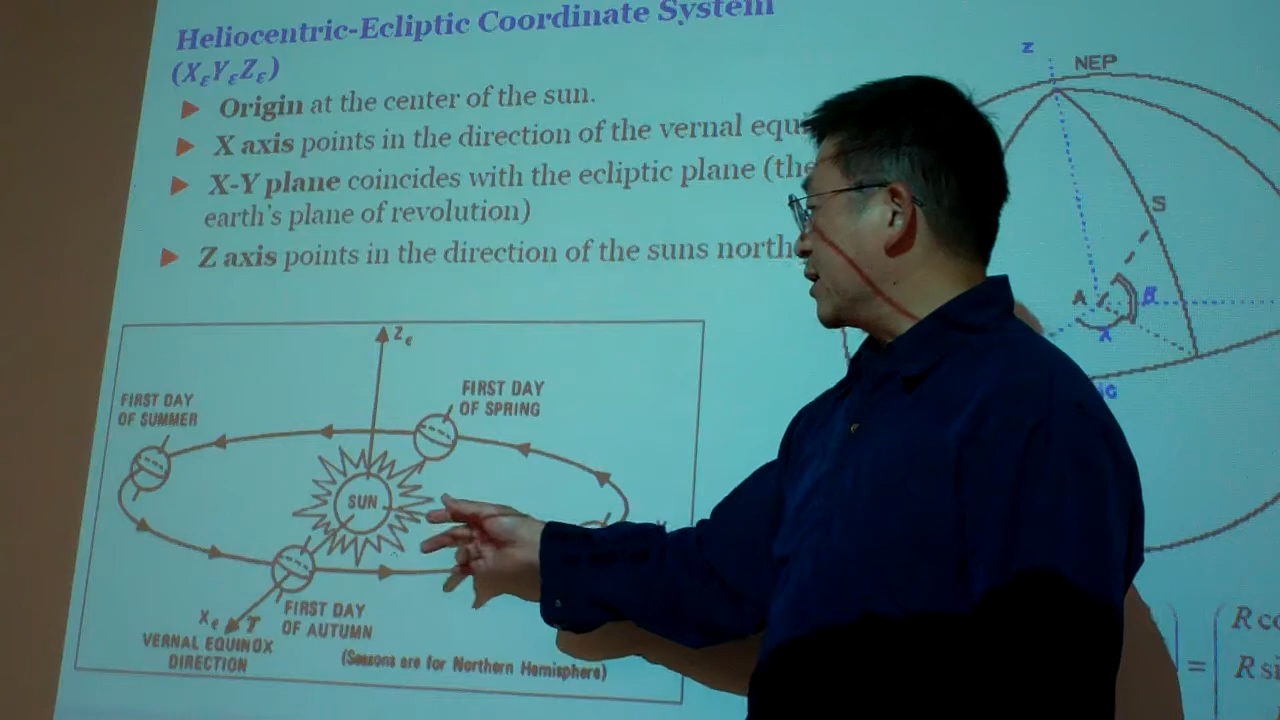 Heliocentric-Ecliptic Coordinate System
(XεYεZε)
Origin at the center of the sun.
X axis points in the direction of the vernal equ
X-Y plane coincides with the ecliptic plane (the
earth's plane of revolution)
Z axis points in the direction of the suns north
Zε
FIRST DAY
OF SUMMER
FIRST DAY
OF SPRING
SUN
Xε
FIRST DAY
OF AUTUMN
VERNAL EQUINOX
DIRECTION
(Seasons are for Northern Hemisphere)
z
NEP
S
A
B
λ
= R
R